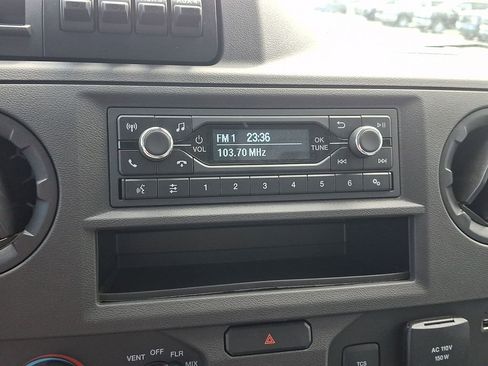 FM 1 23:36
103.70 MHz
VOL
OK
TUNE
1 2 3 4 5 6
VENT OFF FLR MIX
TCS
AC 110V
150W